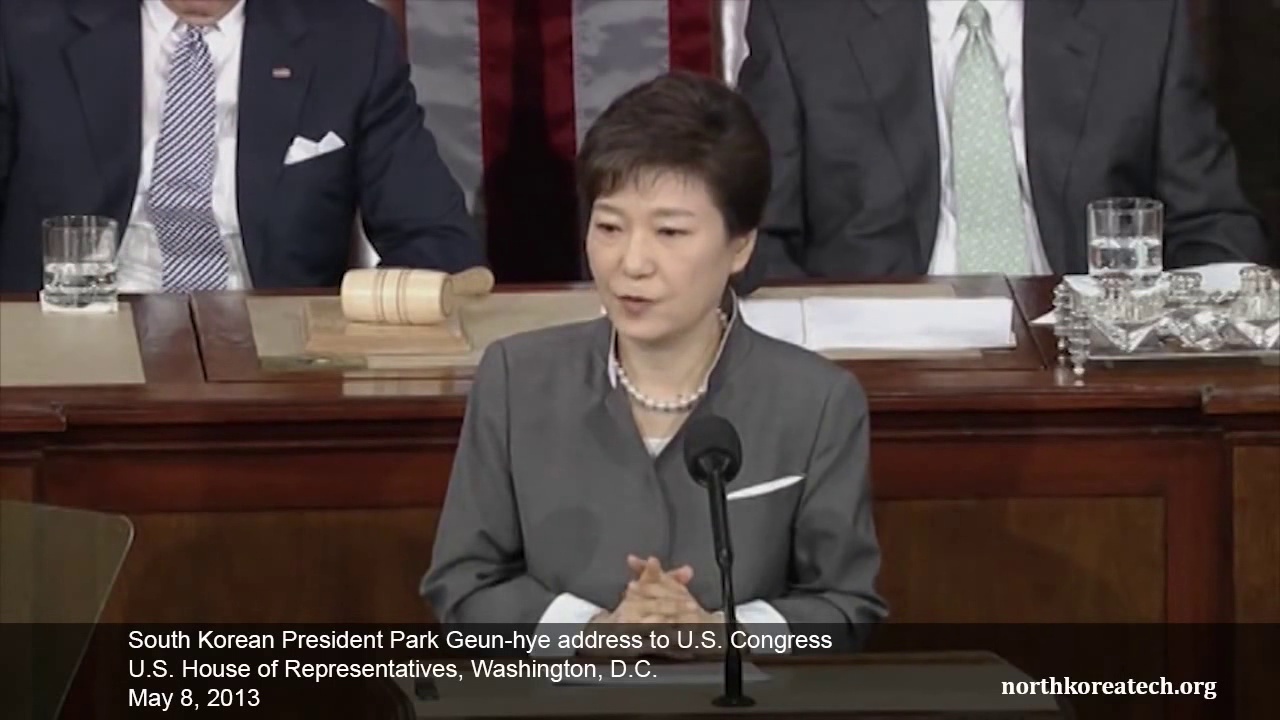 South Korean President Park Geun-hye address to U.S. Congress
U.S. House of Representatives, Washington, D.C.
May 8, 2013
northkoreatech.org